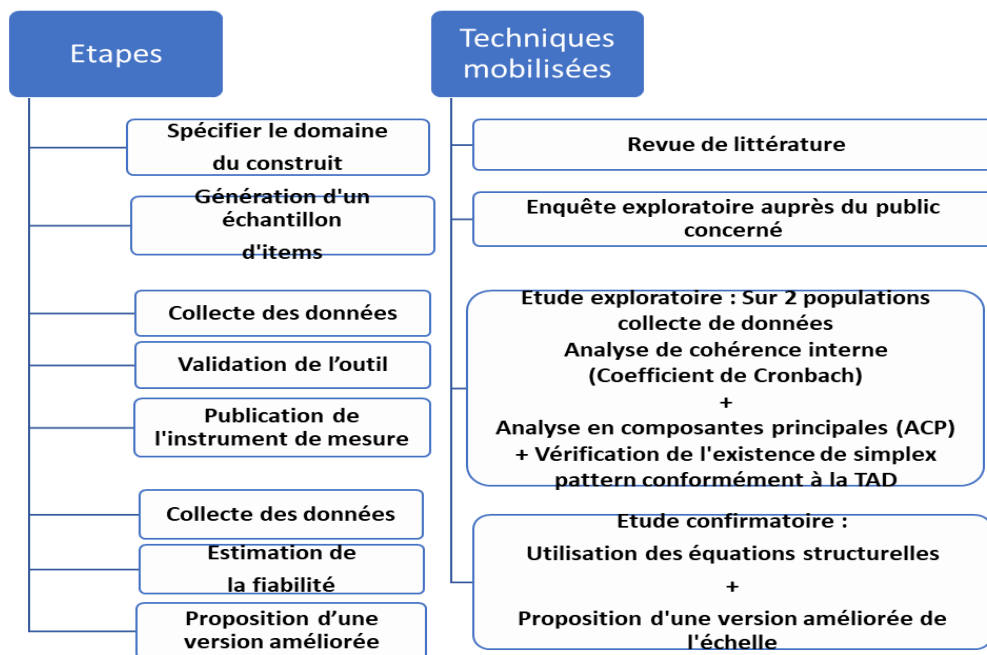 Etapes
Spécifier le domaine
du construit
Génération d'un
échantillon
d'items
Collecte des données
Validation de l’outil
Publication de
l'instrument de mesure
Collecte des données
Estimation de
la fiabilité
Proposition d’une
version améliorée
Techniques
mobilisées
Revue de littérature
Enquête exploratoire auprès du public
concerné
Etude exploratoire : Sur 2 populations
collecte de données
Analyse de cohérence interne
(Coefficient de Cronbach)
+
Analyse en composantes principales (ACP)
+ Vérification de l'existence de simplex
pattern conformément à la TAD
Etude confirmatoire :
Utilisation des équations structurelles
+
Proposition d'une version améliorée de
l'échelle